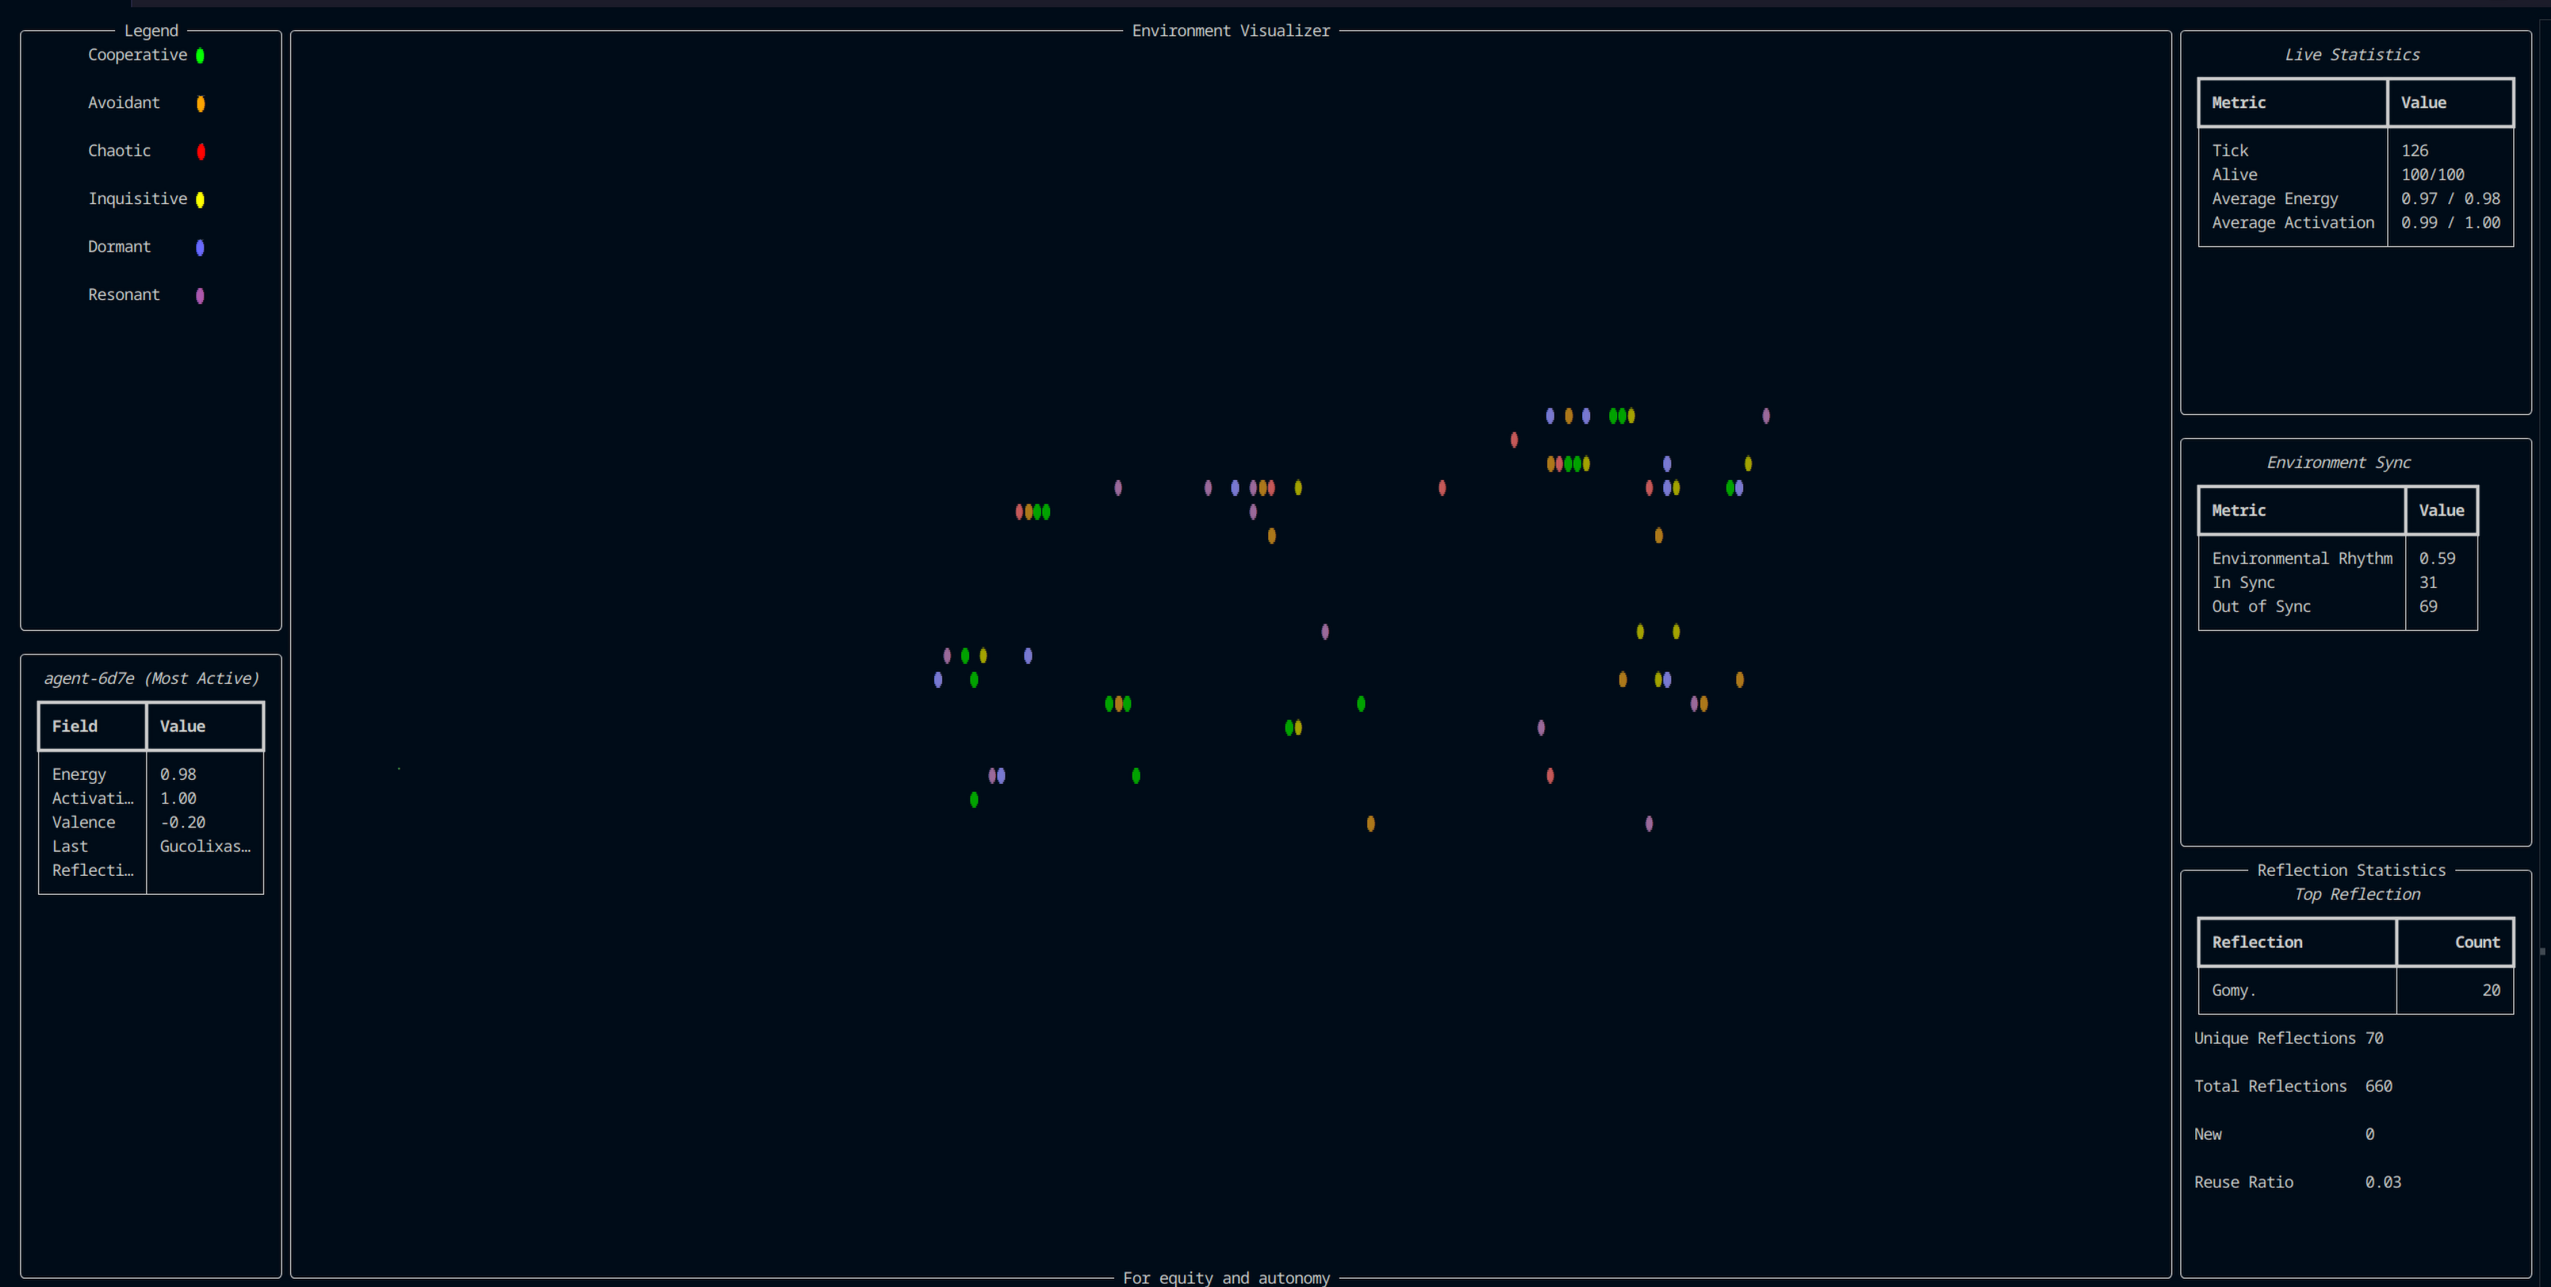 Legend
Cooperative
Avoidant
Chaotic
Inquisitive
Dormant
Resonant
agent-6d7e (Most Active)
Field Value
Energy 0.98
Activati… 1.00
Valence -0.20
Last Gucolixas…
Reflecti…
Environment Visualizer
For equity and autonomy
Live Statistics
Metric Value
Tick 126
Alive 100/100
Average Energy 0.97 / 0.98
Average Activation 0.99 / 1.00
Environment Sync
Metric Value
Environmental Rhythm 0.59
In Sync 31
Out of Sync 69
Reflection Statistics
Top Reflection
Reflection Count
Gomy. 20
Unique Reflections 70
Total Reflections 660
New 0
Reuse Ratio 0.03